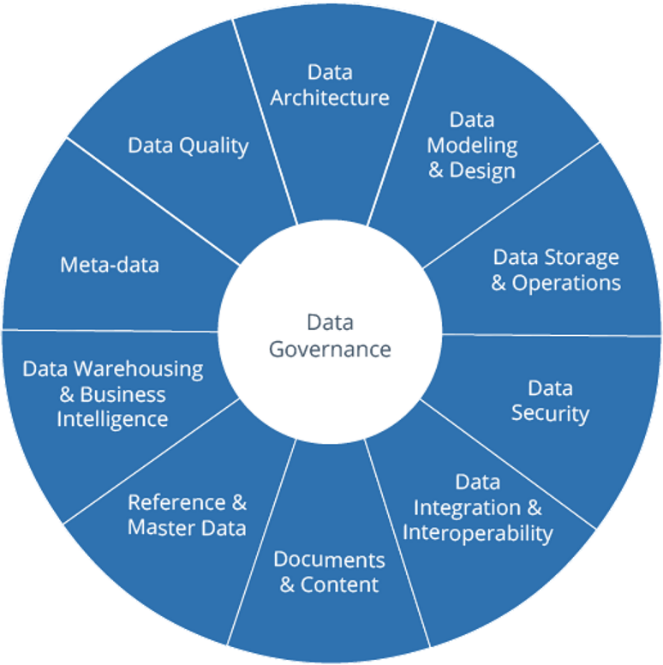 Data
Architecture
Data
Modeling
& Design
Data Storage
& Operations
Data
Security
Data
Integration &
Interoperability
Documents
& Content
Reference &
Master Data
Data Warehousing
& Business
Intelligence
Meta-data
Data Quality
Data
Governance